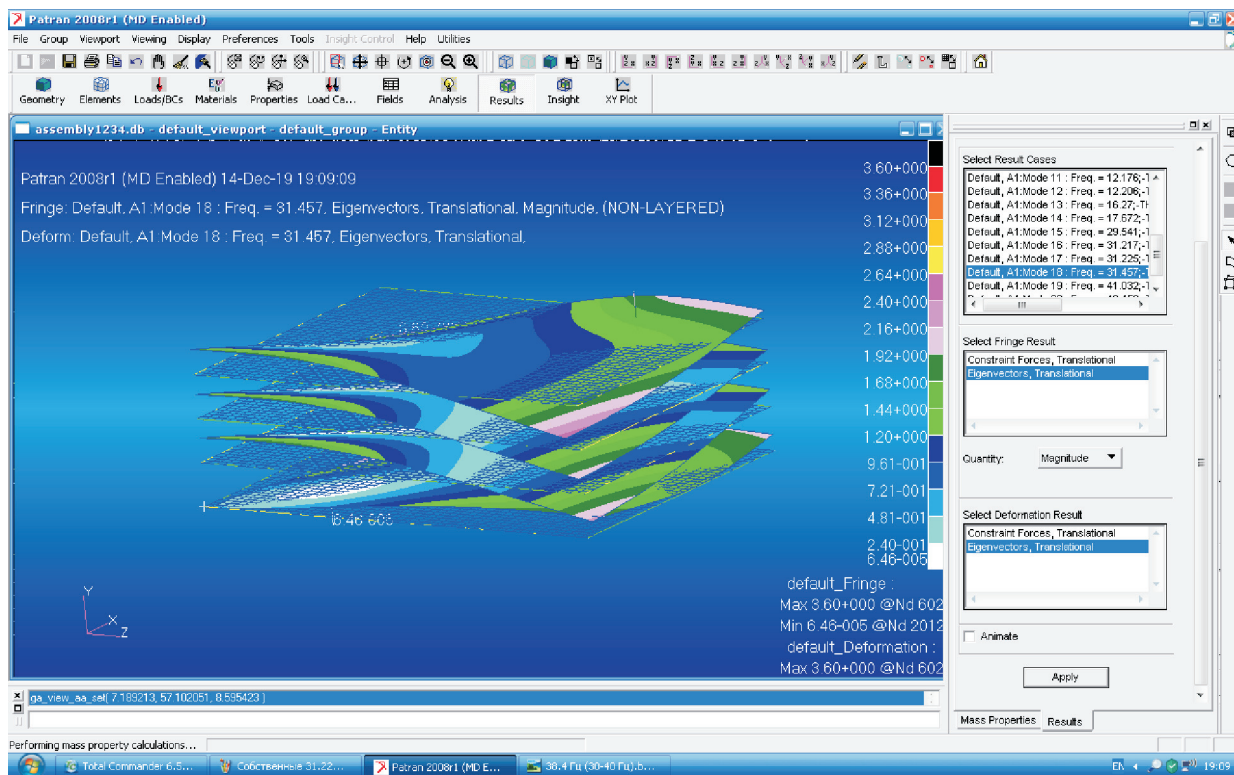 Patran 2008r1 (MD Enabled)
File Group Viewport Viewing Display Preferences Tools Insight Control Help Utilities
Geometry Elements Loads/BCs Materials Properties Load Ca... Fields Analysis Results Insight XY Plot
assembly1234.db - default_viewport - default_group - Entity
Patran 2008r1 (MD Enabled) 14-Dec-19 19:09:09
Fringe: Default, A1:Mode 18 : Freq. = 31.457, Eigenvectors, Translational, Magnitude, (NON-LAYERED)
Deform: Default, A1:Mode 18 : Freq. = 31.457, Eigenvectors, Translational,
3.60+000
3.36+000
3.12+000
2.88+000
2.64+000
2.40+000
2.16+000
1.92+000
1.68+000
1.44+000
1.20+000
9.61-001
7.21-001
4.81-001
2.40-001
6.46-005
6.46-005
Y
X
Z
default_Fringe :
Max 3.60+000 @Nd 602
Min 6.46-005 @Nd 2012
default_Deformation :
Max 3.60+000 @Nd 602
Select Result Cases
Default, A1:Mode 11 : Freq. = 12.176;-T
Default, A1:Mode 12 : Freq. = 12.206;-T
Default, A1:Mode 13 : Freq. = 16.27;-TH
Default, A1:Mode 14 : Freq. = 17.672;-T
Default, A1:Mode 15 : Freq. = 29.541;-T
Default, A1:Mode 16 : Freq. = 31.217;-T
Default, A1:Mode 17 : Freq. = 31.225;-T
Default, A1:Mode 18 : Freq. = 31.457;-T
Default, A1:Mode 19 : Freq. = 41.032;-T
Select Fringe Result
Constraint Forces, Translational
Eigenvectors, Translational
Quantity: Magnitude
Select Deformation Result
Constraint Forces, Translational
Eigenvectors, Translational
Animate
Apply
Mass Properties Results
ga_view_aa_set( 7.189213, 57.102051, 8.595423 )
Performing mass property calculations...
Total Commander 6.5... Собственные 31.22... Patran 2008r1 (MD E... 38.4 Гц (30-40 Гц).b... EN 19:09